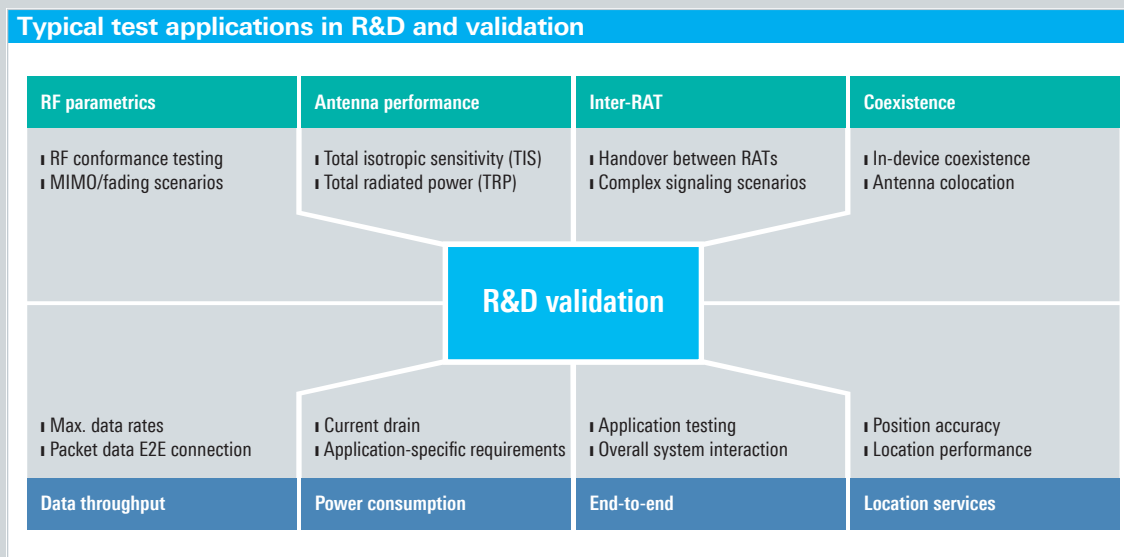 Typical test applications in R&D and validation
RF parametrics
Antenna performance
Inter-RAT
Coexistence
RF conformance testing
MIMO/fading scenarios
Total isotropic sensitivity (TIS)
Total radiated power (TRP)
Handover between RATs
Complex signaling scenarios
In-device coexistence
Antenna colocation
R&D validation
Max. data rates
Packet data E2E connection
Current drain
Application-specific requirements
Application testing
Overall system interaction
Position accuracy
Location performance
Data throughput
Power consumption
End-to-end
Location services